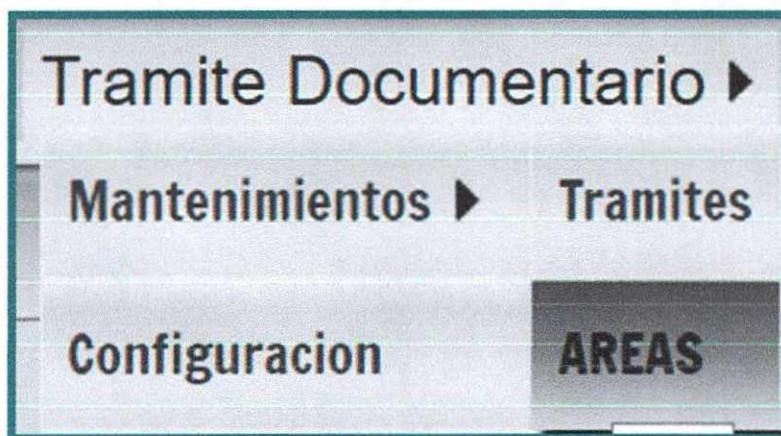 Tramite Documentario ▶
Mantenimientos ▶ Tramites
Configuracion AREAS